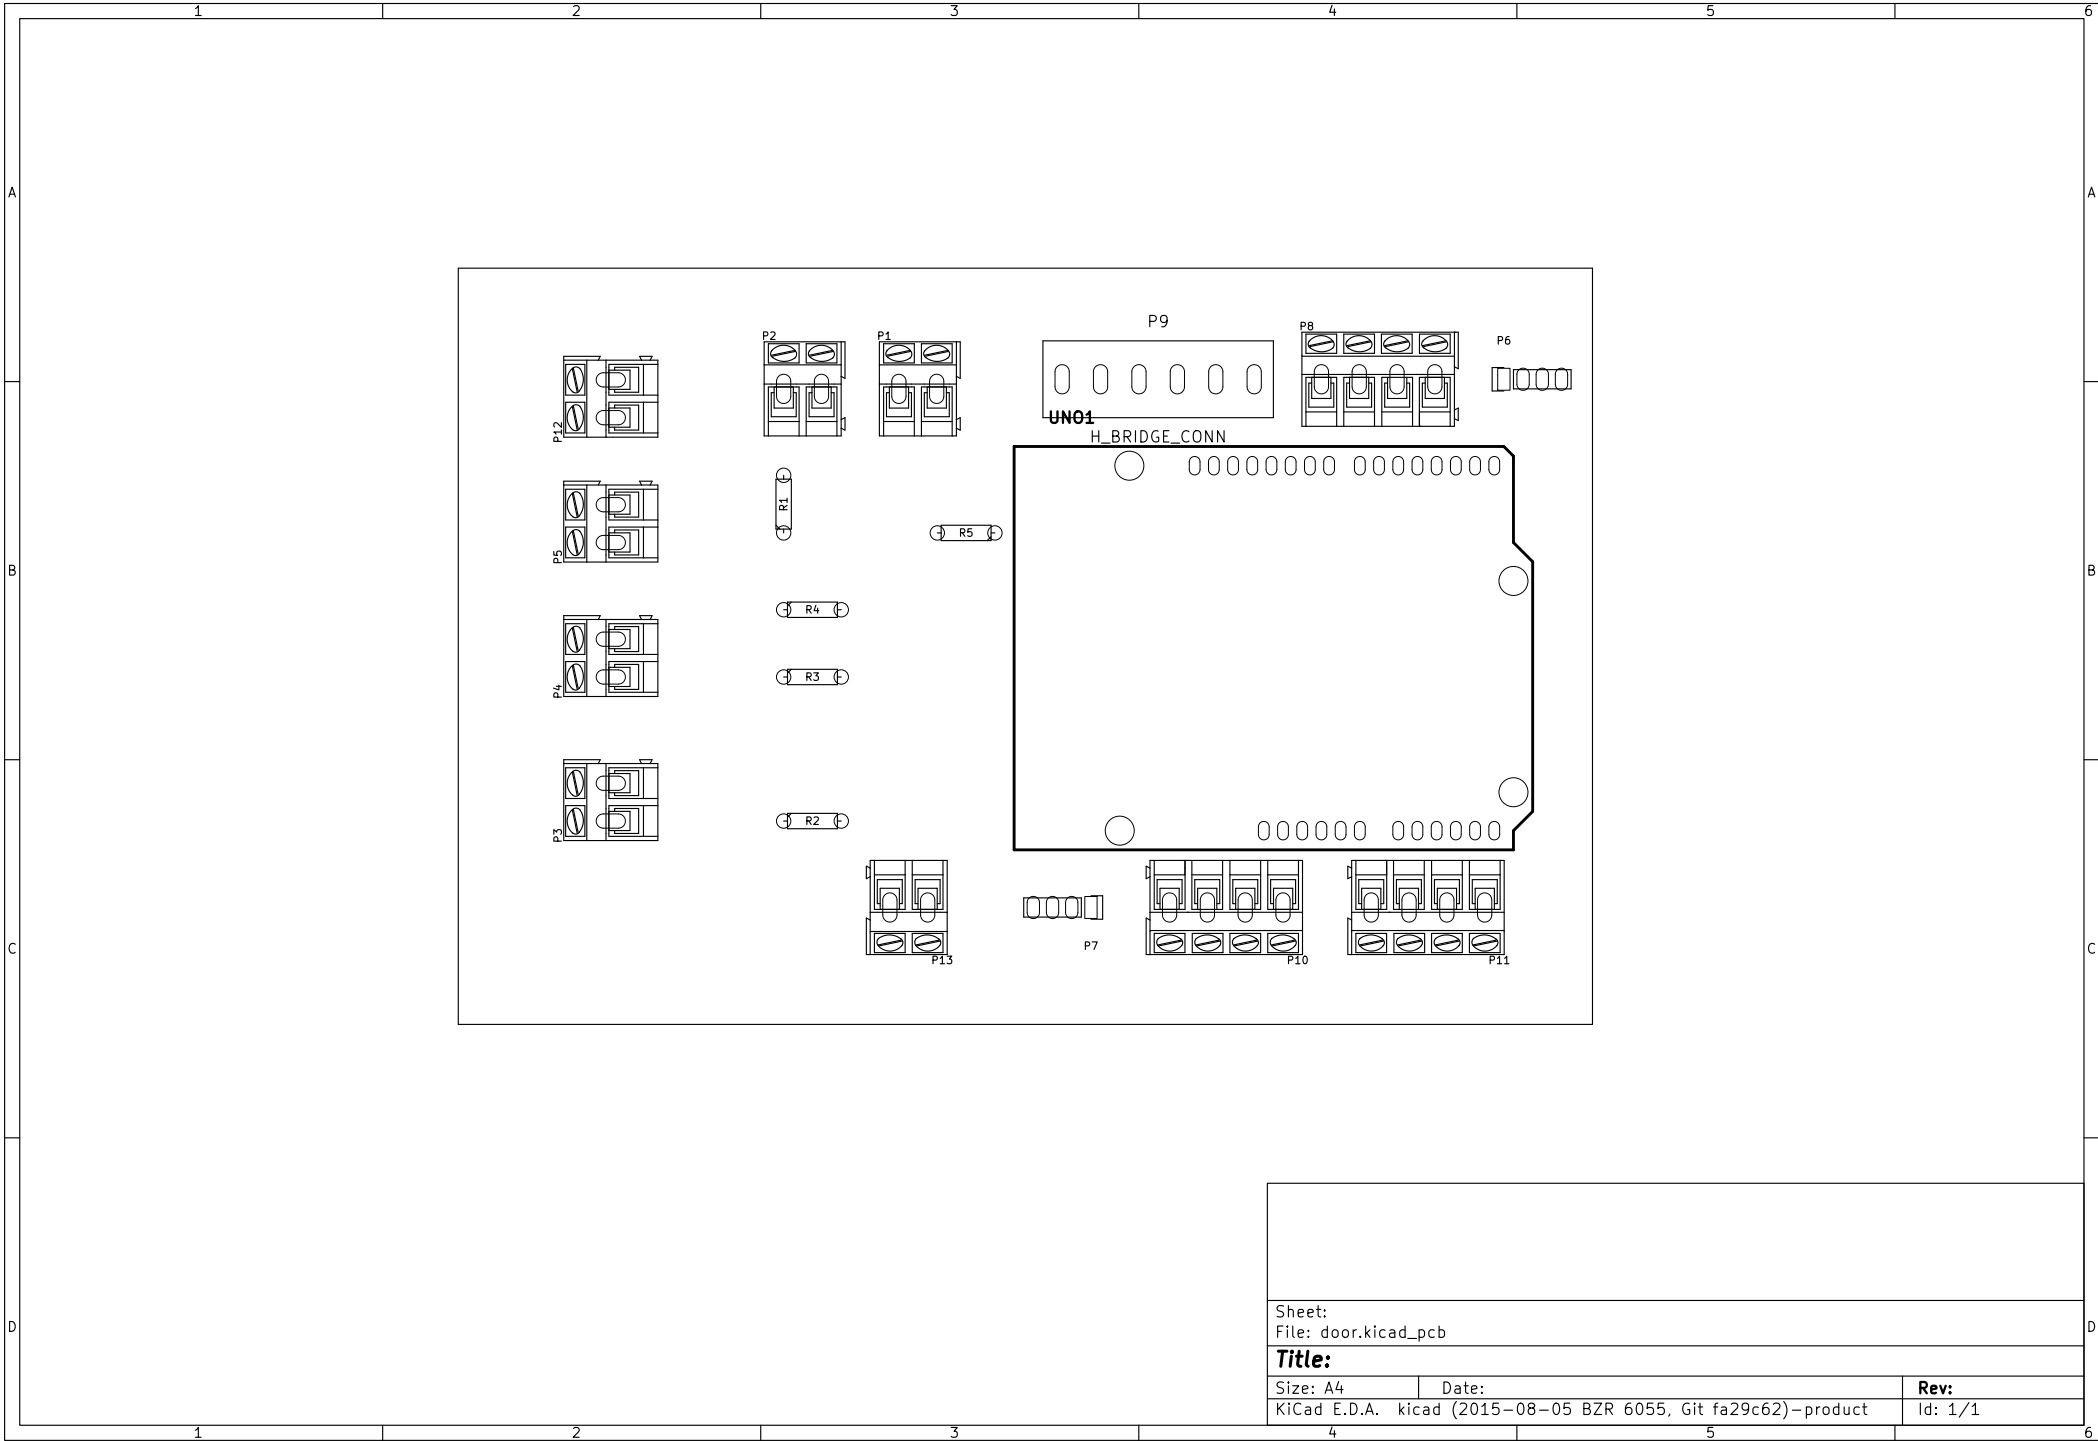 1 2 3 4 5 6
A A
P9
P8
P2 P1
P6
UNO1
P12
H_BRIDGE_CONN
R1
R5
P5
B B
R4
R3
P4
R2
P3
P7
C C
P13 P10 P11
Sheet:
File: door.kicad_pcb
D D
Title:
Size: A4 Date: Rev:
KiCad E.D.A. kicad (2015-08-05 BZR 6055, Git fa29c62)-product Id: 1/1
1 2 3 4 5 6